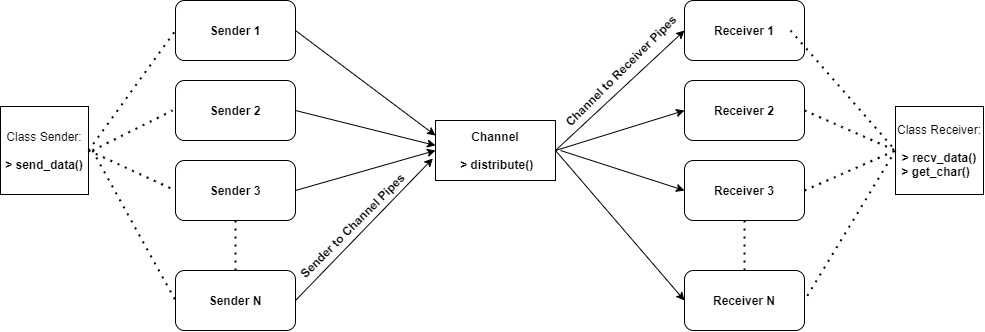 Sender 1
Sender 2
Sender 3
Sender N
Class Sender:
> send_data()
Sender to Channel Pipes
Channel
> distribute()
Channel to Receiver Pipes
Receiver 1
Receiver 2
Receiver 3
Receiver N
Class Receiver:
> recv_data()
> get_char()